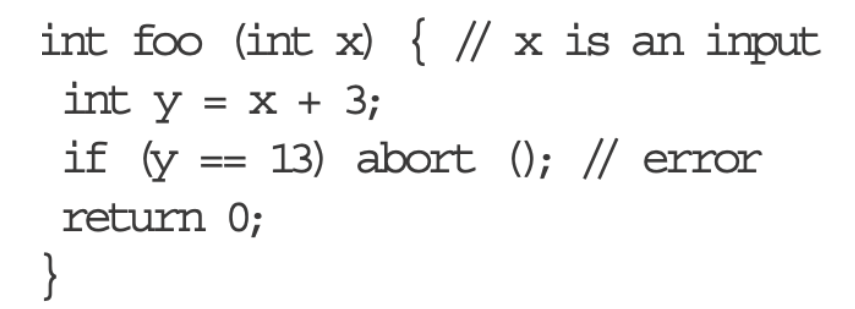 int foo (int x) { // x is an input
int y = x + 3;
if (y == 13) abort (); // error
return 0;
}